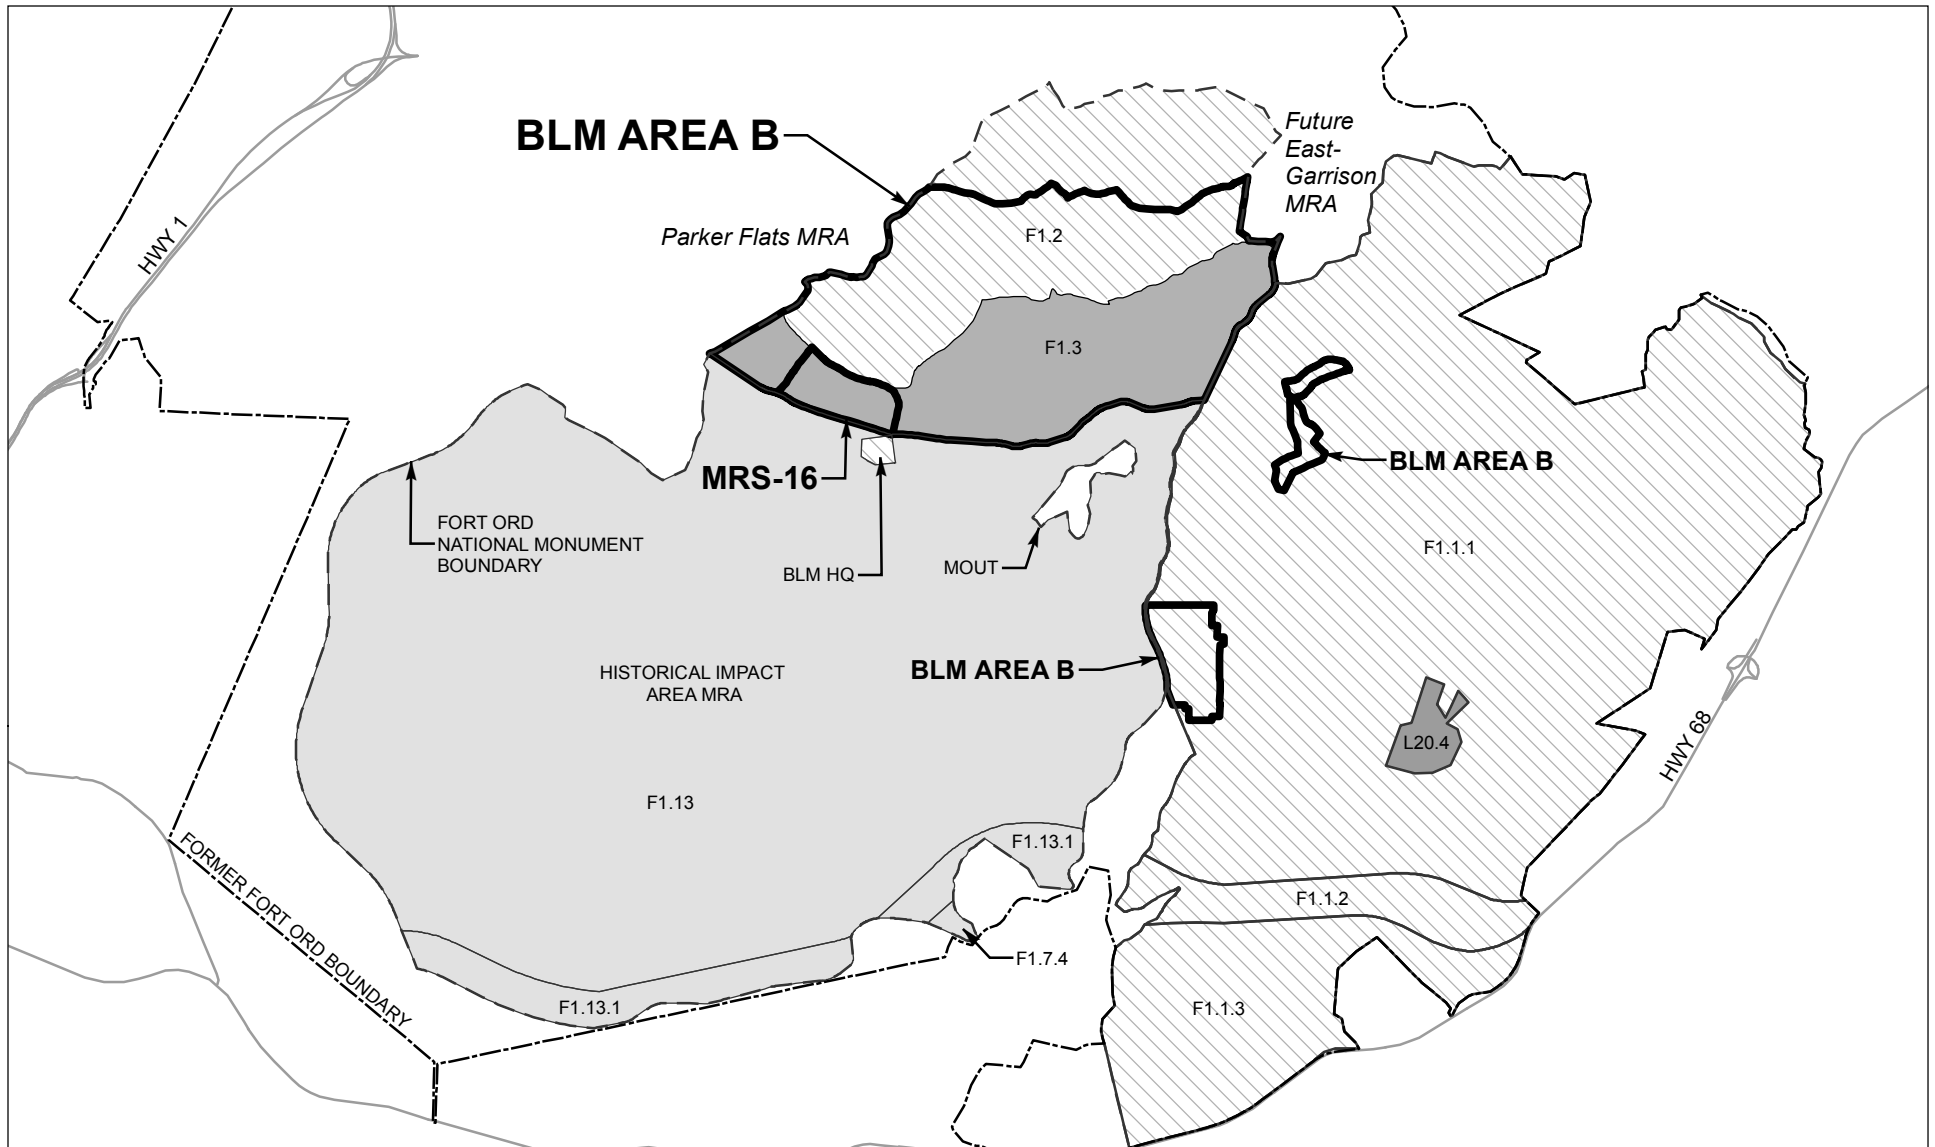 BLM AREA B
Future
East-
Garrison
MRA
Parker Flats MRA
F1.2
HWY 1
F1.3
MRS-16
BLM AREA B
FORT ORD
NATIONAL MONUMENT
BOUNDARY
BLM HQ
MOUT
F1.1.1
HISTORICAL IMPACT
AREA MRA
BLM AREA B
L20.4
HWY 68
F1.13
F1.13.1
FORMER FORT ORD BOUNDARY
F1.1.2
F1.7.4
F1.13.1
F1.1.3